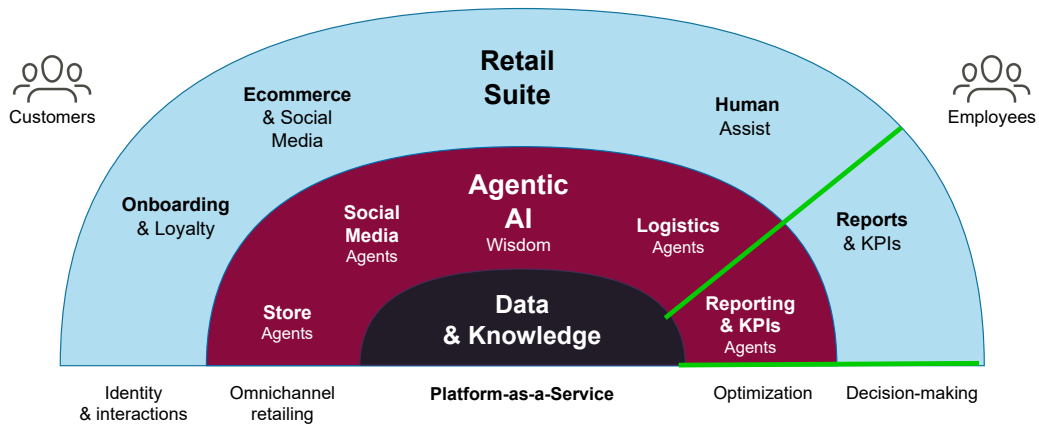 Retail
Suite
Customers
Employees
Ecommerce
& Social
Media
Human
Assist
Onboarding
& Loyalty
Reports
& KPIs
Agentic
AI
Wisdom
Social
Media
Agents
Logistics
Agents
Store
Agents
Reporting
& KPIs
Agents
Data
& Knowledge
Identity
& interactions
Omnichannel
retailing
Platform-as-a-Service
Optimization
Decision-making